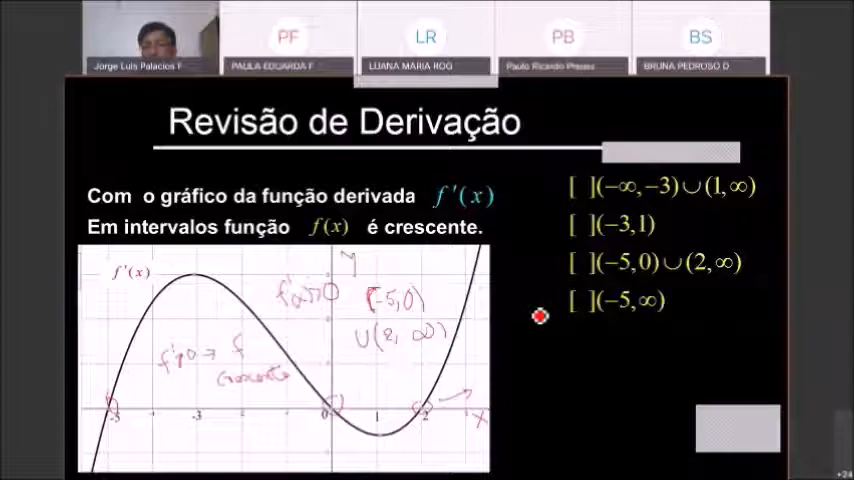 Jorge Luis Palacios F
PF
PAULA EDUARDA F
LR
LUANA MARIA ROG
PB
Paulo Ricardo
BS
BRUNA PEDROSO D
Revisão de Derivação
Com o gráfico da função derivada f'(x)
Em intervalos função f(x) é crescente.
[ ](−∞,−3)∪(1,∞)
[ ](−3,1)
[ ](−5,0)∪(2,∞)
[ ](−5,∞)
f'(x)
f'(x)>0 (-5,0)
∪(2, ∞)
f'>0 → f
crescente
-5 -3 0 1 2 x
+24